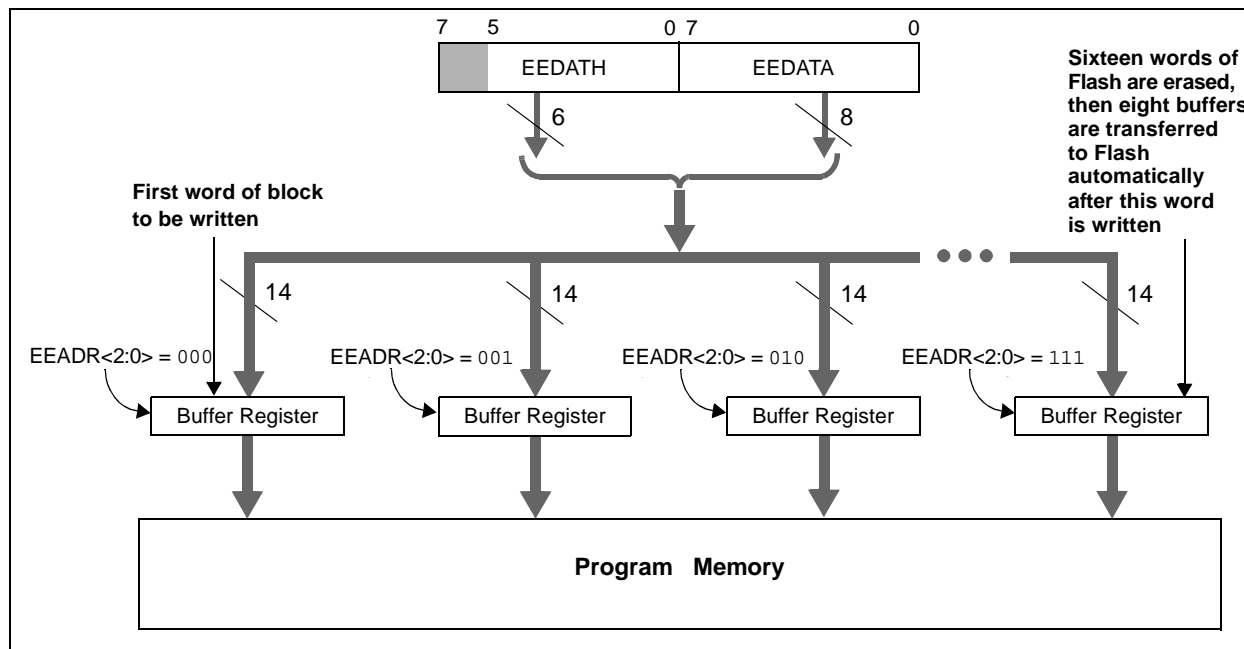 7 5 0 7 0
EEDATH EEDATA
6 8
Sixteen words of
Flash are erased,
then eight buffers
are transferred
to Flash
automatically
after this word
is written
First word of block
to be written
14 14 14 14
EEADR<2:0> = 000 EEADR<2:0> = 001 EEADR<2:0> = 010 EEADR<2:0> = 111
Buffer Register Buffer Register Buffer Register Buffer Register
Program Memory